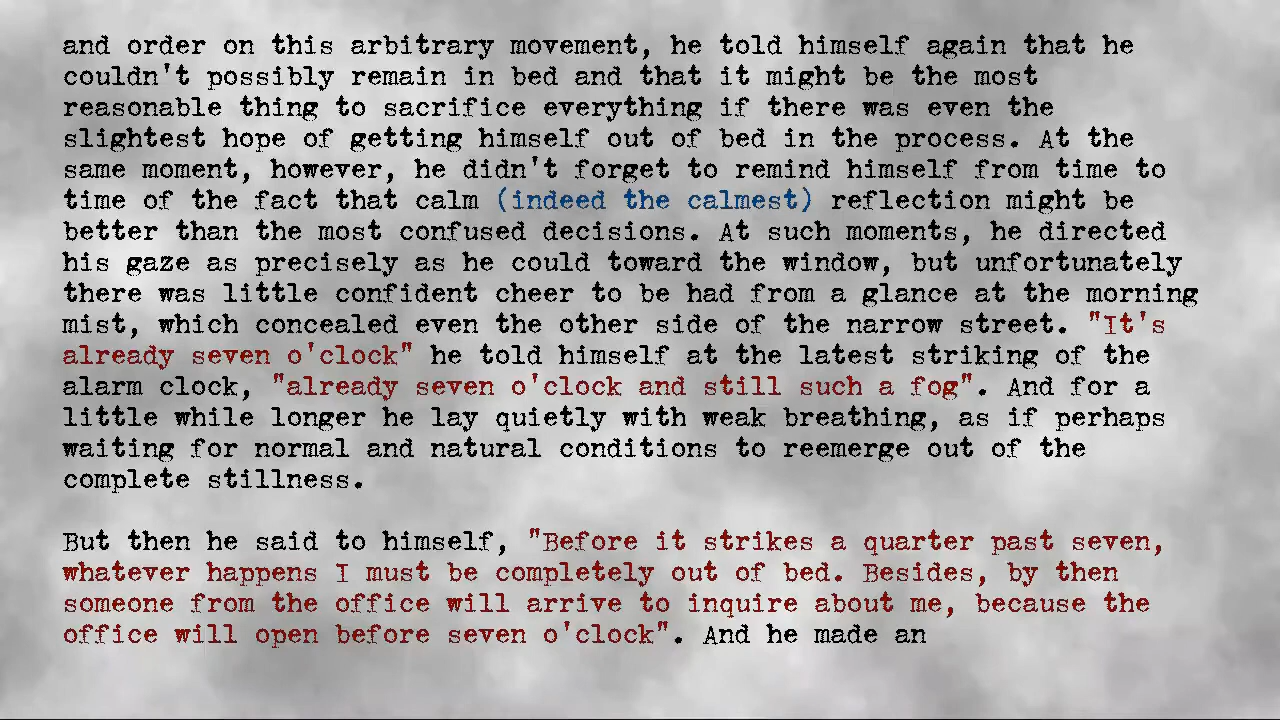 and order on this arbitrary movement, he told himself again that he
couldn't possibly remain in bed and that it might be the most
reasonable thing to sacrifice everything if there was even the
slightest hope of getting himself out of bed in the process. At the
same moment, however, he didn't forget to remind himself from time to
time of the fact that calm (indeed the calmest) reflection might be
better than the most confused decisions. At such moments, he directed
his gaze as precisely as he could toward the window, but unfortunately
there was little confident cheer to be had from a glance at the morning
mist, which concealed even the other side of the narrow street. "It's
already seven o'clock" he told himself at the latest striking of the
alarm clock, "already seven o'clock and still such a fog". And for a
little while longer he lay quietly with weak breathing, as if perhaps
waiting for normal and natural conditions to reemerge out of the
complete stillness.
But then he said to himself, "Before it strikes a quarter past seven,
whatever happens I must be completely out of bed. Besides, by then
someone from the office will arrive to inquire about me, because the
office will open before seven o'clock". And he made an